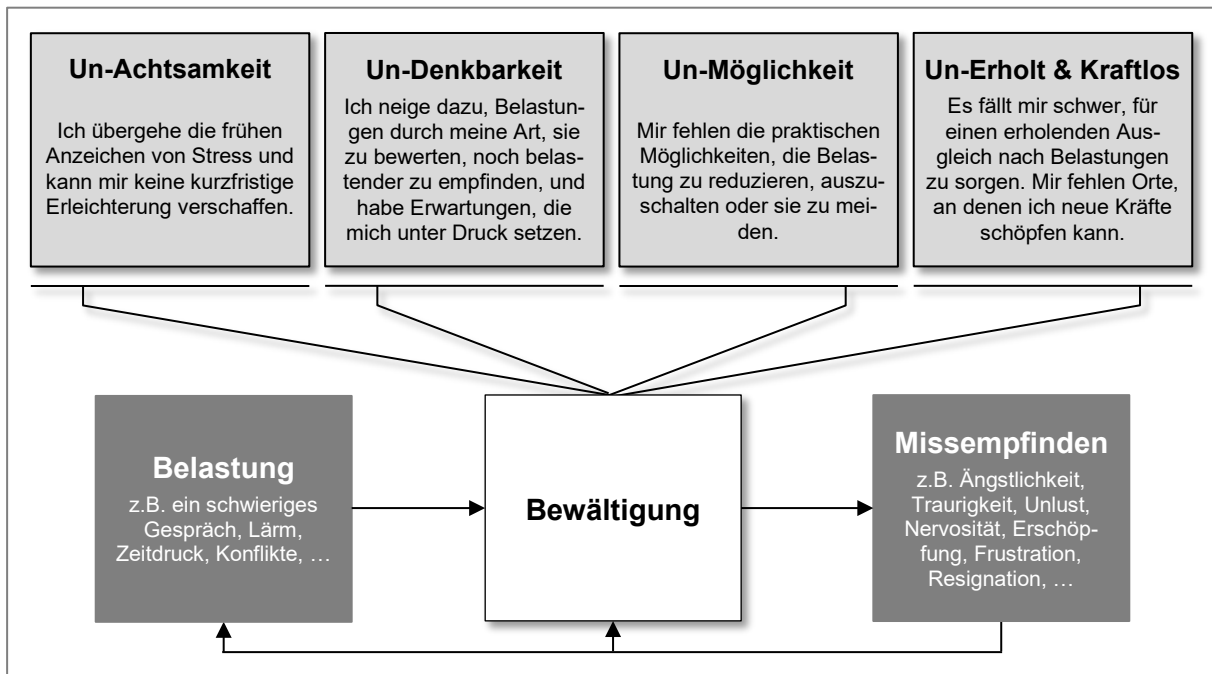 Un-Achtsamkeit
Ich übergehe die frühen
Anzeichen von Stress und
kann mir keine kurzfristige
Erleichterung verschaffen.
Un-Denkbarkeit
Ich neige dazu, Belastun-
gen durch meine Art, sie
zu bewerten, noch belas-
tender zu empfinden, und
habe Erwartungen, die
mich unter Druck setzen.
Un-Möglichkeit
Mir fehlen die praktischen
Möglichkeiten, die Belas-
tung zu reduzieren, auszu-
schalten oder sie zu mei-
den.
Un-Erholt & Kraftlos
Es fällt mir schwer, für
einen erholenden Aus-
gleich nach Belastungen
zu sorgen. Mir fehlen Orte,
an denen ich neue Kräfte
schöpfen kann.
Belastung
z.B. ein schwieriges
Gespräch, Lärm,
Zeitdruck, Konflikte, …
Bewältigung
Missempfinden
z.B. Ängstlichkeit,
Traurigkeit, Unlust,
Nervosität, Erschöp-
fung, Frustration,
Resignation, …